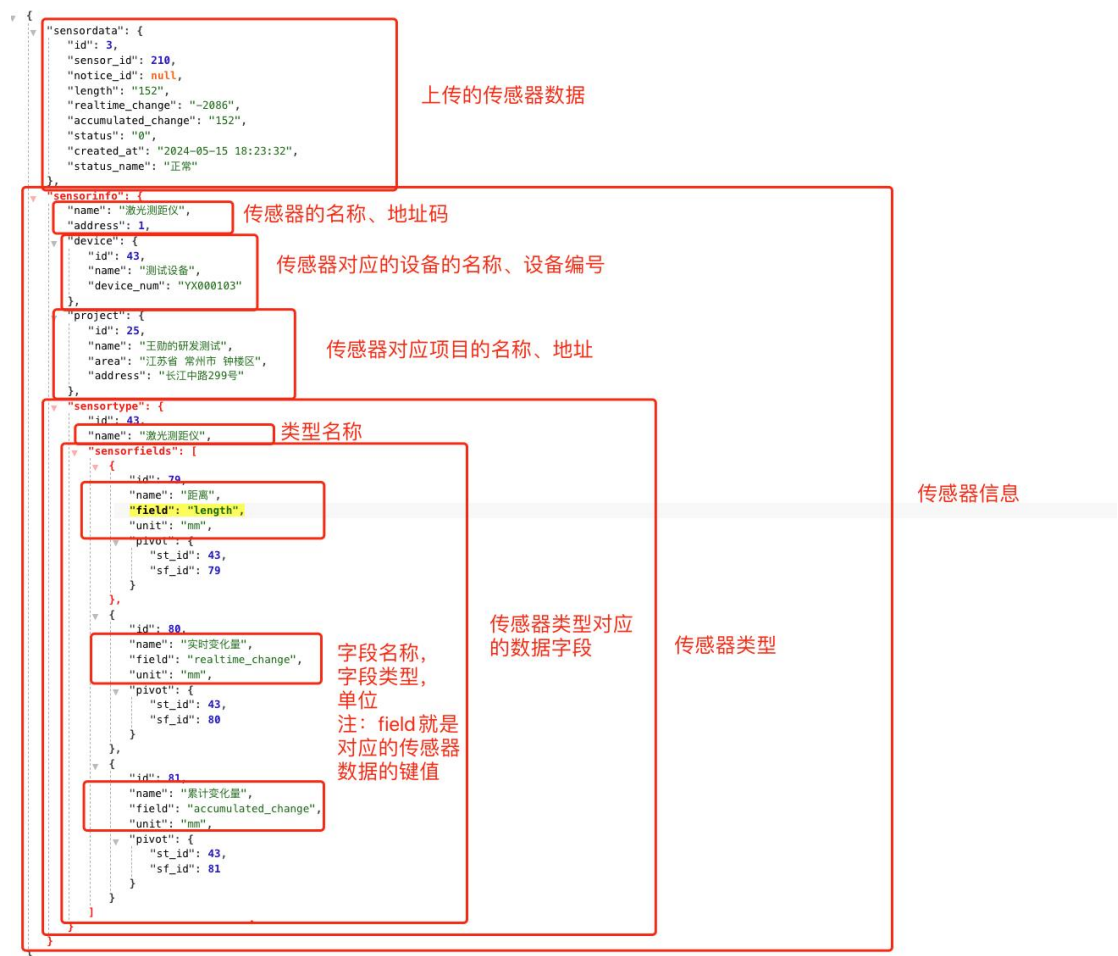 {
"sensordata": {
"id": 3,
"sensor_id": 210,
"notice_id": null,
"length": "152",
"realtime_change": "-2086",
"accumulated_change": "152",
"status": "0",
"created_at": "2024-05-15 18:23:32",
"status_name": "正常"
},
上传的传感器数据
"sensorinfo": {
"name": "激光测距仪",
"address": 1,
传感器的名称、地址码
"device": {
"id": 43,
"name": "测试设备",
"device_num": "YX000103"
},
传感器对应的设备的名称、设备编号
"project": {
"id": 25,
"name": "王勋的研发测试",
"area": "江苏省 常州市 钟楼区",
"address": "长江中路299号"
},
传感器对应项目的名称、地址
"sensortype": {
"id": 43,
"name": "激光测距仪",
类型名称
"sensorfields": [
{
"id": 79,
"name": "距离",
"field": "length",
"unit": "mm",
"pivot": {
"st_id": 43,
"sf_id": 79
}
},
{
"id": 80,
"name": "实时变化量",
"field": "realtime_change",
"unit": "mm",
"pivot": {
"st_id": 43,
"sf_id": 80
}
},
{
"id": 81,
"name": "累计变化量",
"field": "accumulated_change",
"unit": "mm",
"pivot": {
"st_id": 43,
"sf_id": 81
}
}
]
}
}
字段名称，
字段类型，
单位
注：field就是
对应的传感器
数据的键值
传感器类型对应
的数据字段
传感器类型
传感器信息